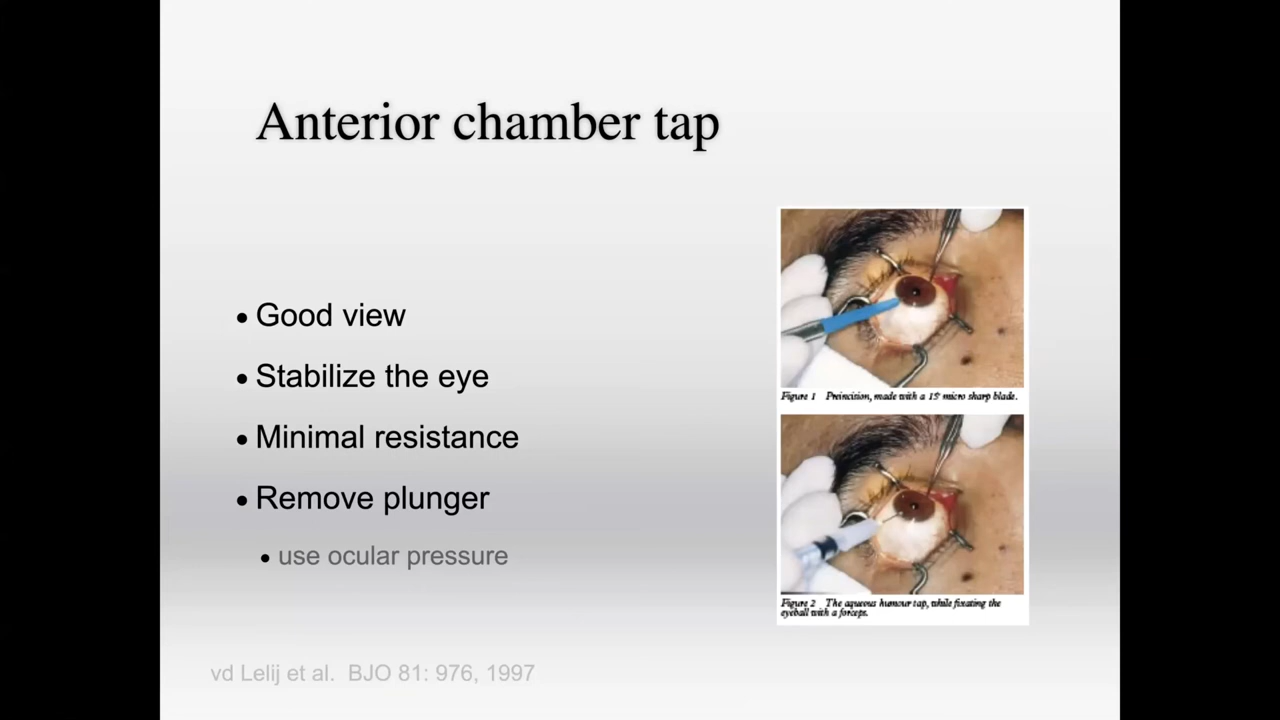 Anterior chamber tap
• Good view
• Stabilize the eye
• Minimal resistance
• Remove plunger
• use ocular pressure
Figure 1 Preincision, made with a 15° micro sharp blade.
Figure 2 The aqueous humour tap, while fixating the
eyeball with a forceps.
vd Lelij et al. BJO 81: 976, 1997